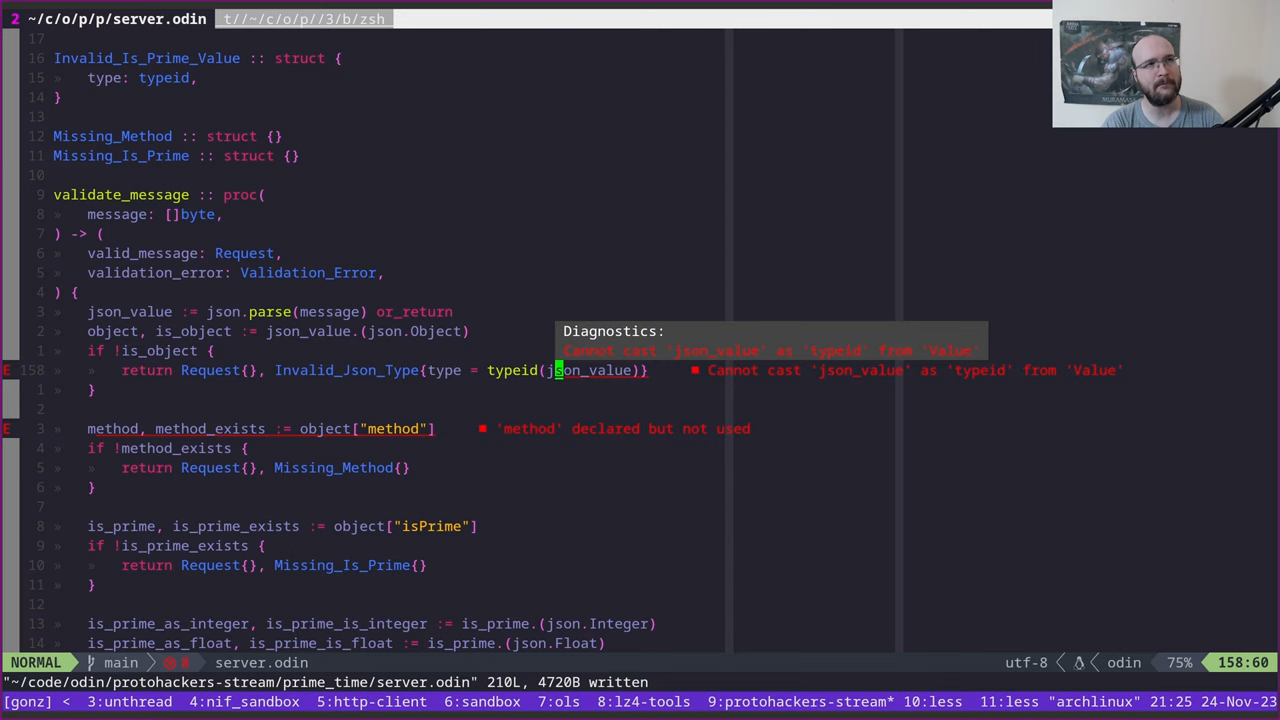 2 ~/c/o/p/p/server.odin t//~/c/o/p//3/b/zsh
17
16 Invalid_Is_Prime_Value :: struct {
15 » type: typeid,
14 }
13
12 Missing_Method :: struct {}
11 Missing_Is_Prime :: struct {}
10
9 validate_message :: proc(
8 » message: []byte,
7 ) -> (
6 » valid_message: Request,
5 » validation_error: Validation_Error,
4 ) {
3 » json_value := json.parse(message) or_return
2 » object, is_object := json_value.(json.Object)
Diagnostics:
1 » if !is_object {
Cannot cast 'json_value' as 'typeid' from 'Value'
E 158 » » return Request{}, Invalid_Json_Type{type = typeid(json_value)} ■ Cannot cast 'json_value' as 'typeid' from 'Value'
1 » }
2
E 3 » method, method_exists := object["method"] ■ 'method' declared but not used
4 » if !method_exists {
5 » » return Request{}, Missing_Method{}
6 » }
7
8 » is_prime, is_prime_exists := object["isPrime"]
9 » if !is_prime_exists {
10 » » return Request{}, Missing_Is_Prime{}
11 » }
12
13 » is_prime_as_integer, is_prime_is_integer := is_prime.(json.Integer)
14 » is_prime_as_float, is_prime_is_float := is_prime.(json.Float)
NORMAL main 8 server.odin utf-8 odin 75% 158:60
"~/code/odin/protohackers-stream/prime_time/server.odin" 210L, 4720B written
[gonz] < 3:unthread 4:nif_sandbox 5:http-client 6:sandbox 7:ols 8:lz4-tools 9:protohackers-stream* 10:less 11:less "archlinux" 21:25 24-Nov-23